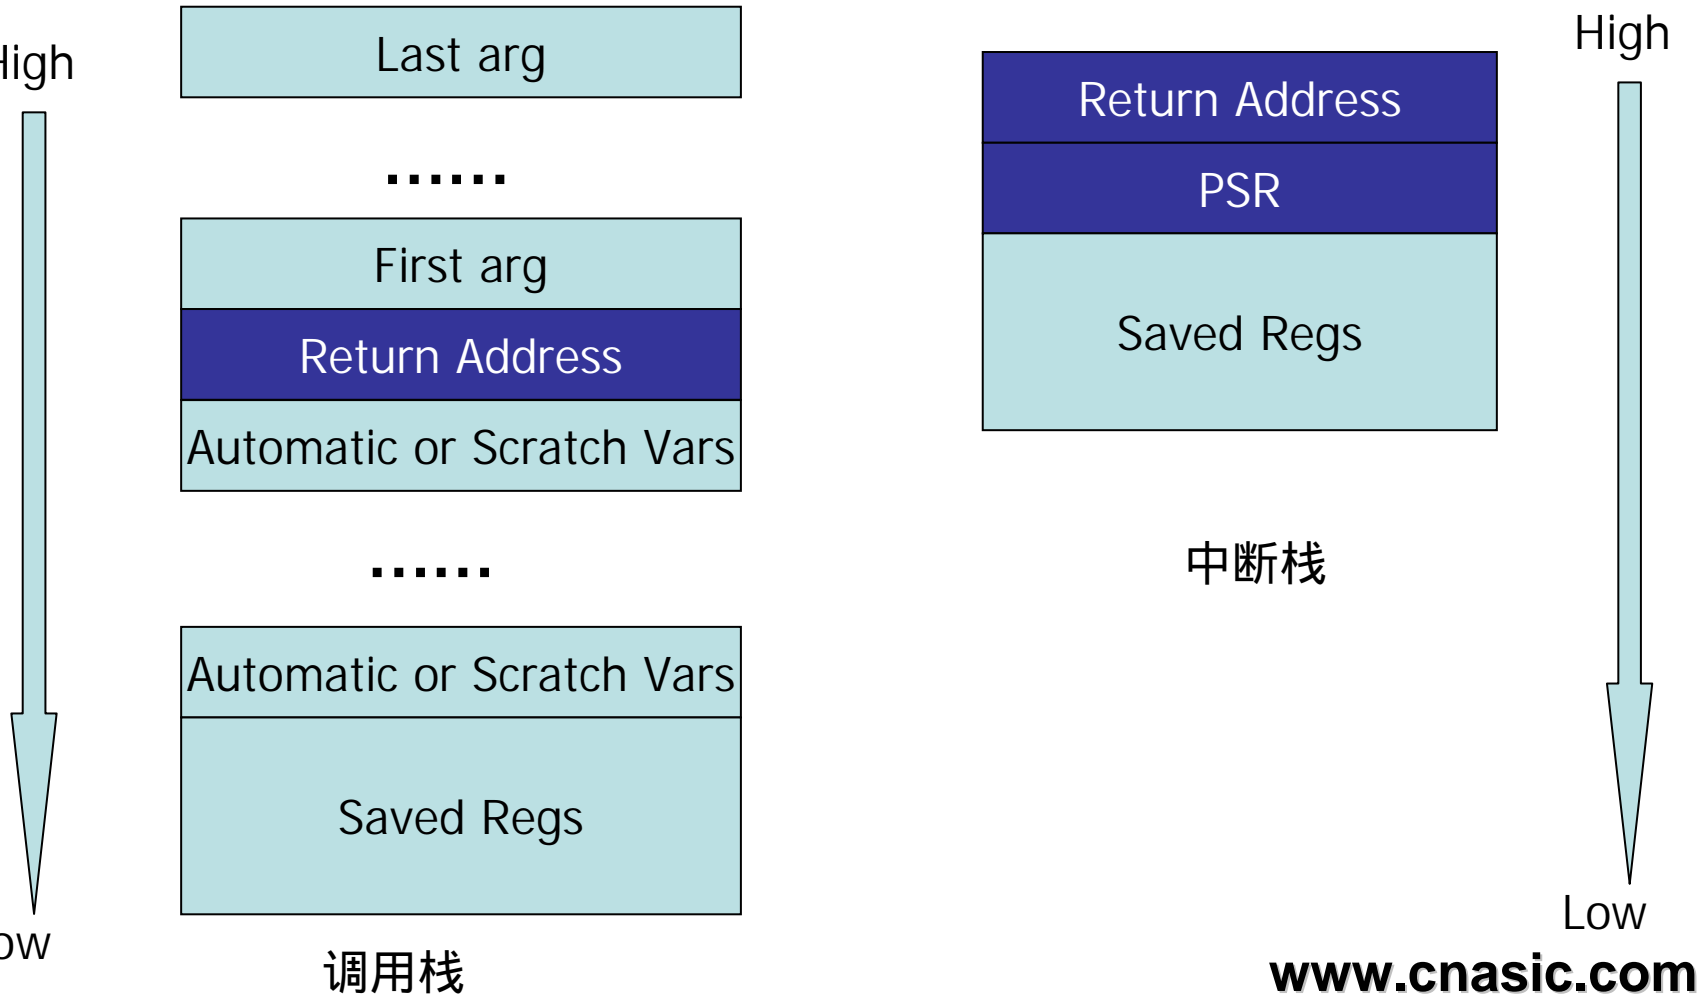 High
Last arg
......
First arg
Return Address
Automatic or Scratch Vars
......
Automatic or Scratch Vars
Saved Regs
ow
调用栈
High
Return Address
PSR
Saved Regs
中断栈
Low
www.cnasic.com